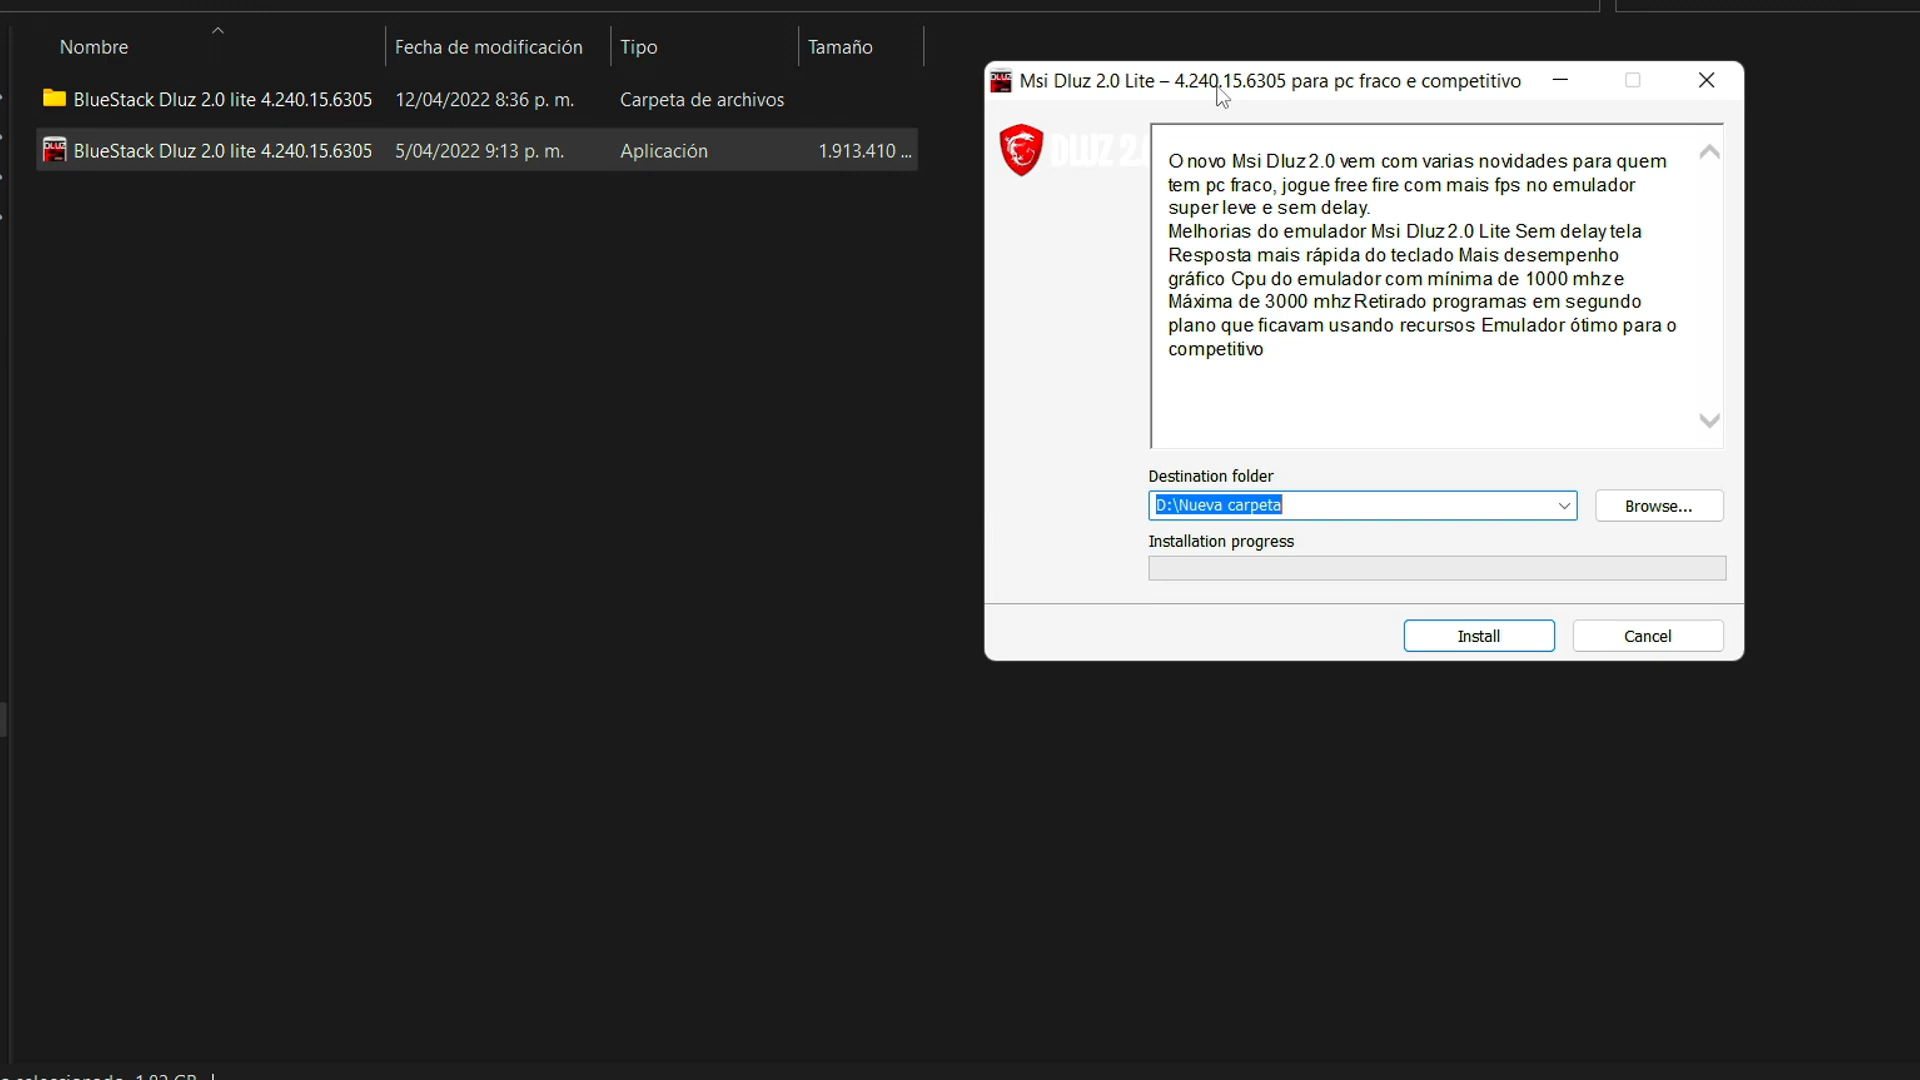 Nombre Fecha de modificación Tipo Tamaño
BlueStack Dluz 2.0 lite 4.240.15.6305 12/04/2022 8:36 p. m. Carpeta de archivos
BlueStack Dluz 2.0 lite 4.240.15.6305 5/04/2022 9:13 p. m. Aplicación 1.913.410 ...
Msi Dluz 2.0 Lite – 4.240.15.6305 para pc fraco e competitivo
DLUZ 2.0
O novo Msi Dluz 2.0 vem com varias novidades para quem
tem pc fraco, jogue free fire com mais fps no emulador
super leve e sem delay.
Melhorias do emulador Msi Dluz 2.0 Lite Sem delay tela
Resposta mais rápida do teclado Mais desempenho
gráfico Cpu do emulador com mínima de 1000 mhz e
Máxima de 3000 mhz Retirado programas em segundo
plano que ficavam usando recursos Emulador ótimo para o
competitivo
Destination folder
D:\Nueva carpeta
Browse...
Installation progress
Install Cancel